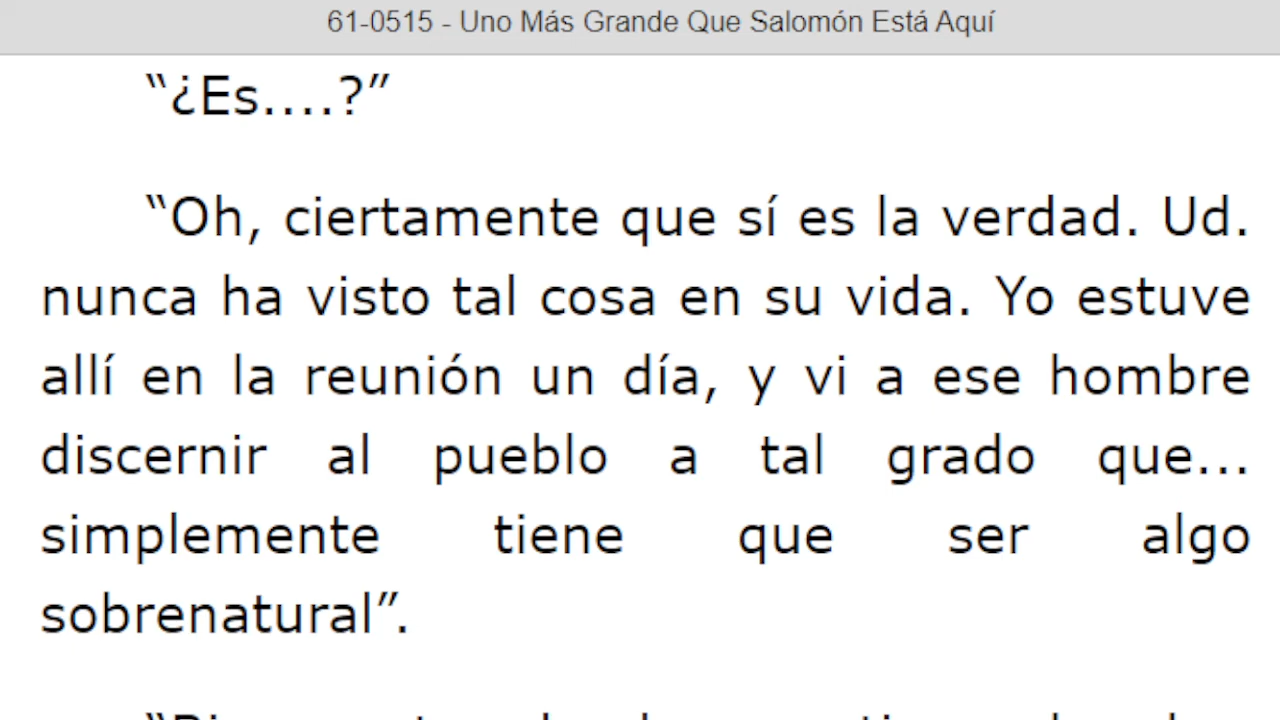 61-0515 - Uno Más Grande Que Salomón Está Aquí
“¿Es....?”
“Oh, ciertamente que sí es la verdad. Ud.
nunca ha visto tal cosa en su vida. Yo estuve
allí en la reunión un día, y vi a ese hombre
discernir al pueblo a tal grado que...
simplemente tiene que ser algo
sobrenatural”.